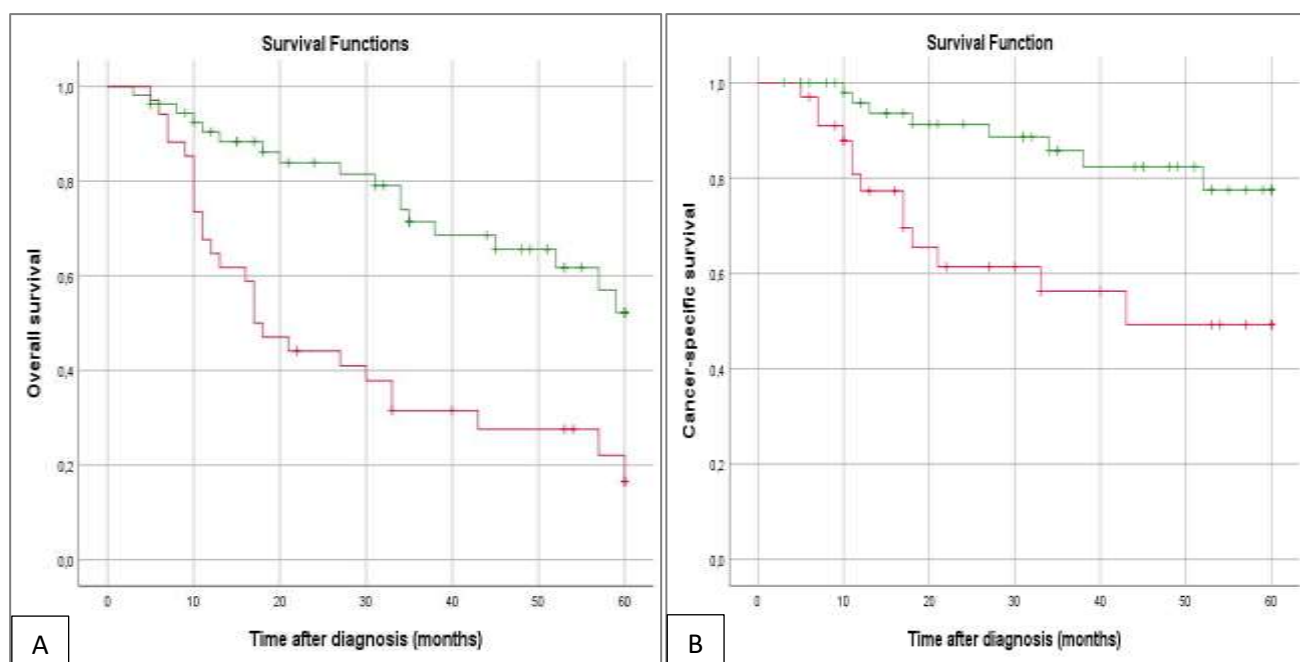 Survival Functions
Overall survival
1,0
0,8
0,6
0,4
0,2
0,0
0 10 20 30 40 50 60
Time after diagnosis (months)
A
Survival Function
Cancer-specific survival
1,0
0,8
0,6
0,4
0,2
0,0
0 10 20 30 40 50 60
Time after diagnosis (months)
B